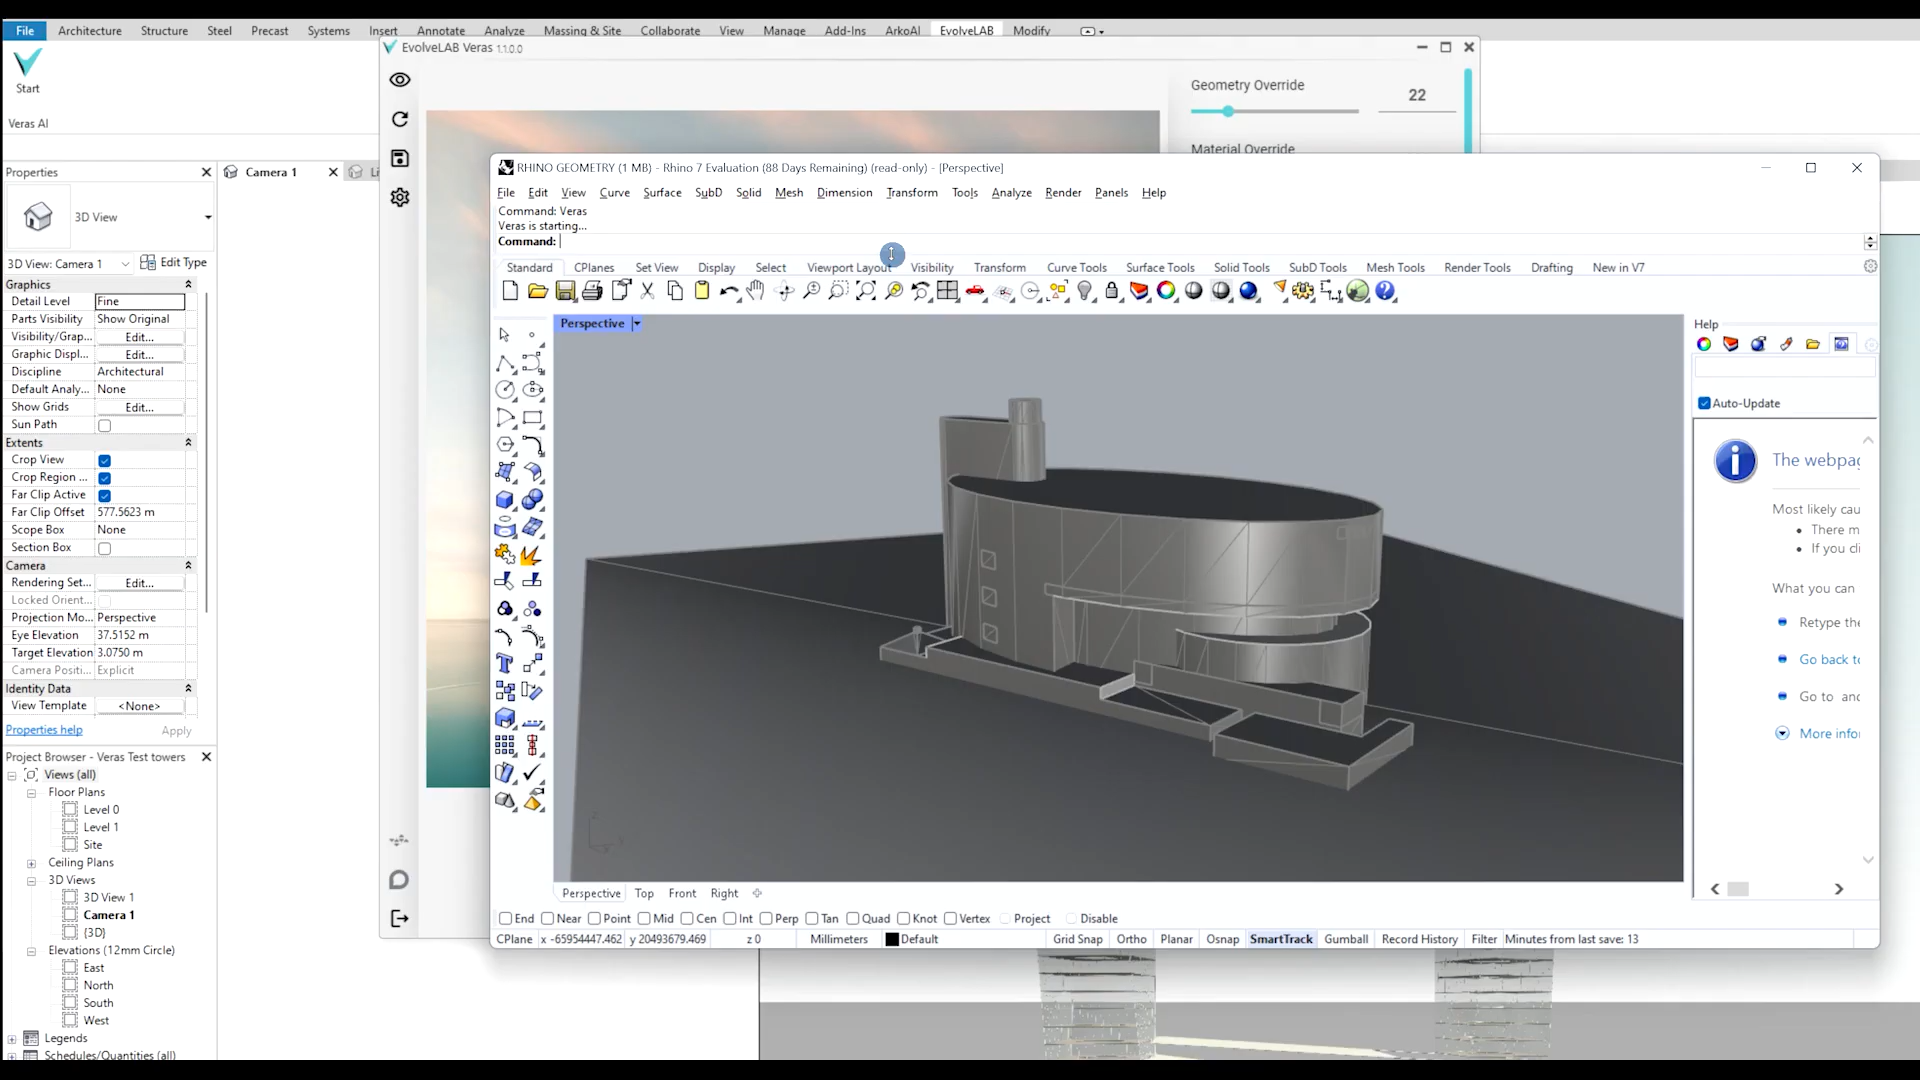 File Architecture Structure Steel Precast Systems Insert Annotate Analyze Massing & Site Collaborate View Manage Add-Ins ArkoAI EvolveLAB Modify
Start
Veras AI
EvolveLAB Veras 1.1.0.0
Geometry Override
22
Material Override
Properties
3D View
3D View: Camera 1
Edit Type
Graphics
Detail Level Fine
Parts Visibility Show Original
Visibility/Grap... Edit...
Graphic Displ... Edit...
Discipline Architectural
Default Analy... None
Show Grids Edit...
Sun Path
Extents
Crop View
Crop Region ...
Far Clip Active
Far Clip Offset 577.5623 m
Scope Box None
Section Box
Camera
Rendering Set... Edit...
Locked Orient...
Projection Mo... Perspective
Eye Elevation 37.5152 m
Target Elevation 3.0750 m
Camera Positi... Explicit
Identity Data
View Template <None>
Properties help
Apply
Project Browser - Veras Test towers
Views (all)
Floor Plans
Level 0
Level 1
Site
Ceiling Plans
3D Views
3D View 1
Camera 1
{3D}
Elevations (12mm Circle)
East
North
South
West
Legends
Schedules/Quantities (all)
Camera 1
Li
RHINO GEOMETRY (1 MB) - Rhino 7 Evaluation (88 Days Remaining) (read-only) - [Perspective]
File Edit View Curve Surface SubD Solid Mesh Dimension Transform Tools Analyze Render Panels Help
Command: Veras
Veras is starting...
Command:
Standard CPlanes Set View Display Select Viewport Layout Visibility Transform Curve Tools Surface Tools Solid Tools SubD Tools Mesh Tools Render Tools Drafting New in V7
Perspective
Help
Auto-Update
The webpag
Most likely cau
There m
If you cli
What you can
Retype the
Go back to
Go to and
More infor
Perspective Top Front Right
End Near Point Mid Cen Int Perp Tan Quad Knot Vertex Project Disable
CPlane x -65954447.462 y 20493679.469 z 0 Millimeters Default Grid Snap Ortho Planar Osnap SmartTrack Gumball Record History Filter Minutes from last save: 13